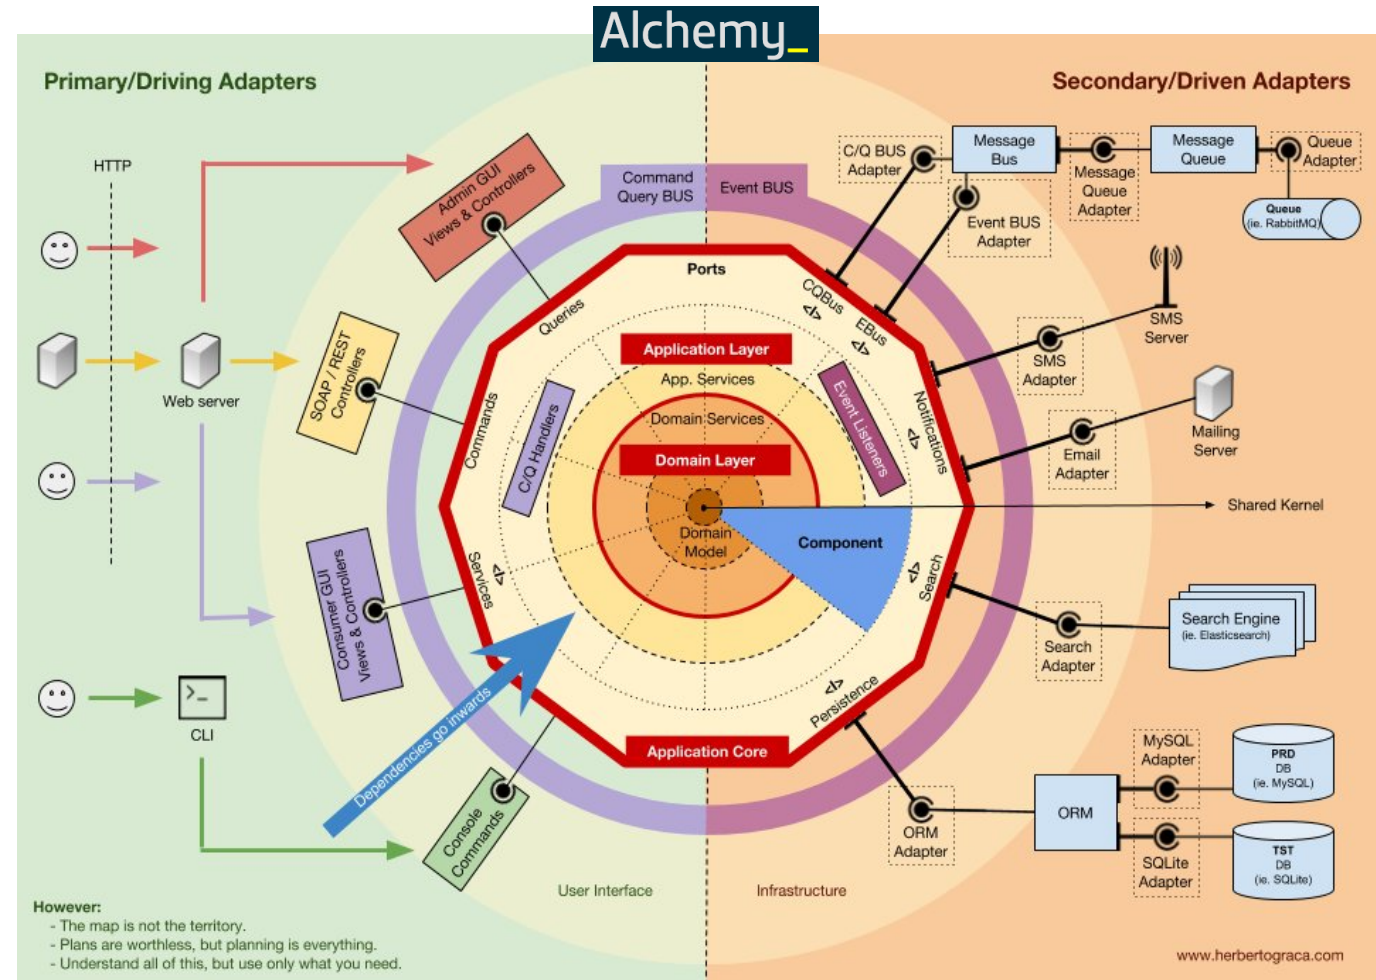 Alchemy_
Primary/Driving Adapters
Secondary/Driven Adapters
HTTP
Web server
CLI
Admin GUI
Views & Controllers
SOAP / REST
Controllers
Consumer GUI
Views & Controllers
Console
Commands
Command
Query BUS
Event BUS
Ports
Queries
Commands
Services
</>
C/Q Handlers
Application Layer
App. Services
Domain Services
Domain Layer
Domain
Model
Component
Event Listeners
CQBus
</>
EBus
</>
Notifications
</>
Search
</>
Persistence
</>
Application Core
Dependencies go inwards
User Interface
Infrastructure
C/Q BUS
Adapter
Message
Bus
Event BUS
Adapter
Message
Queue
Adapter
Message
Queue
Queue
Adapter
Queue
(ie. RabbitMQ)
SMS
Server
SMS
Adapter
Mailing
Server
Email
Adapter
Shared Kernel
Search Engine
(ie. Elasticsearch)
Search
Adapter
ORM
Adapter
ORM
MySQL
Adapter
PRD
DB
(ie. MySQL)
SQLite
Adapter
TST
DB
(ie. SQLite)
However:
- The map is not the territory.
- Plans are worthless, but planning is everything.
- Understand all of this, but use only what you need.
www.herbertograca.com